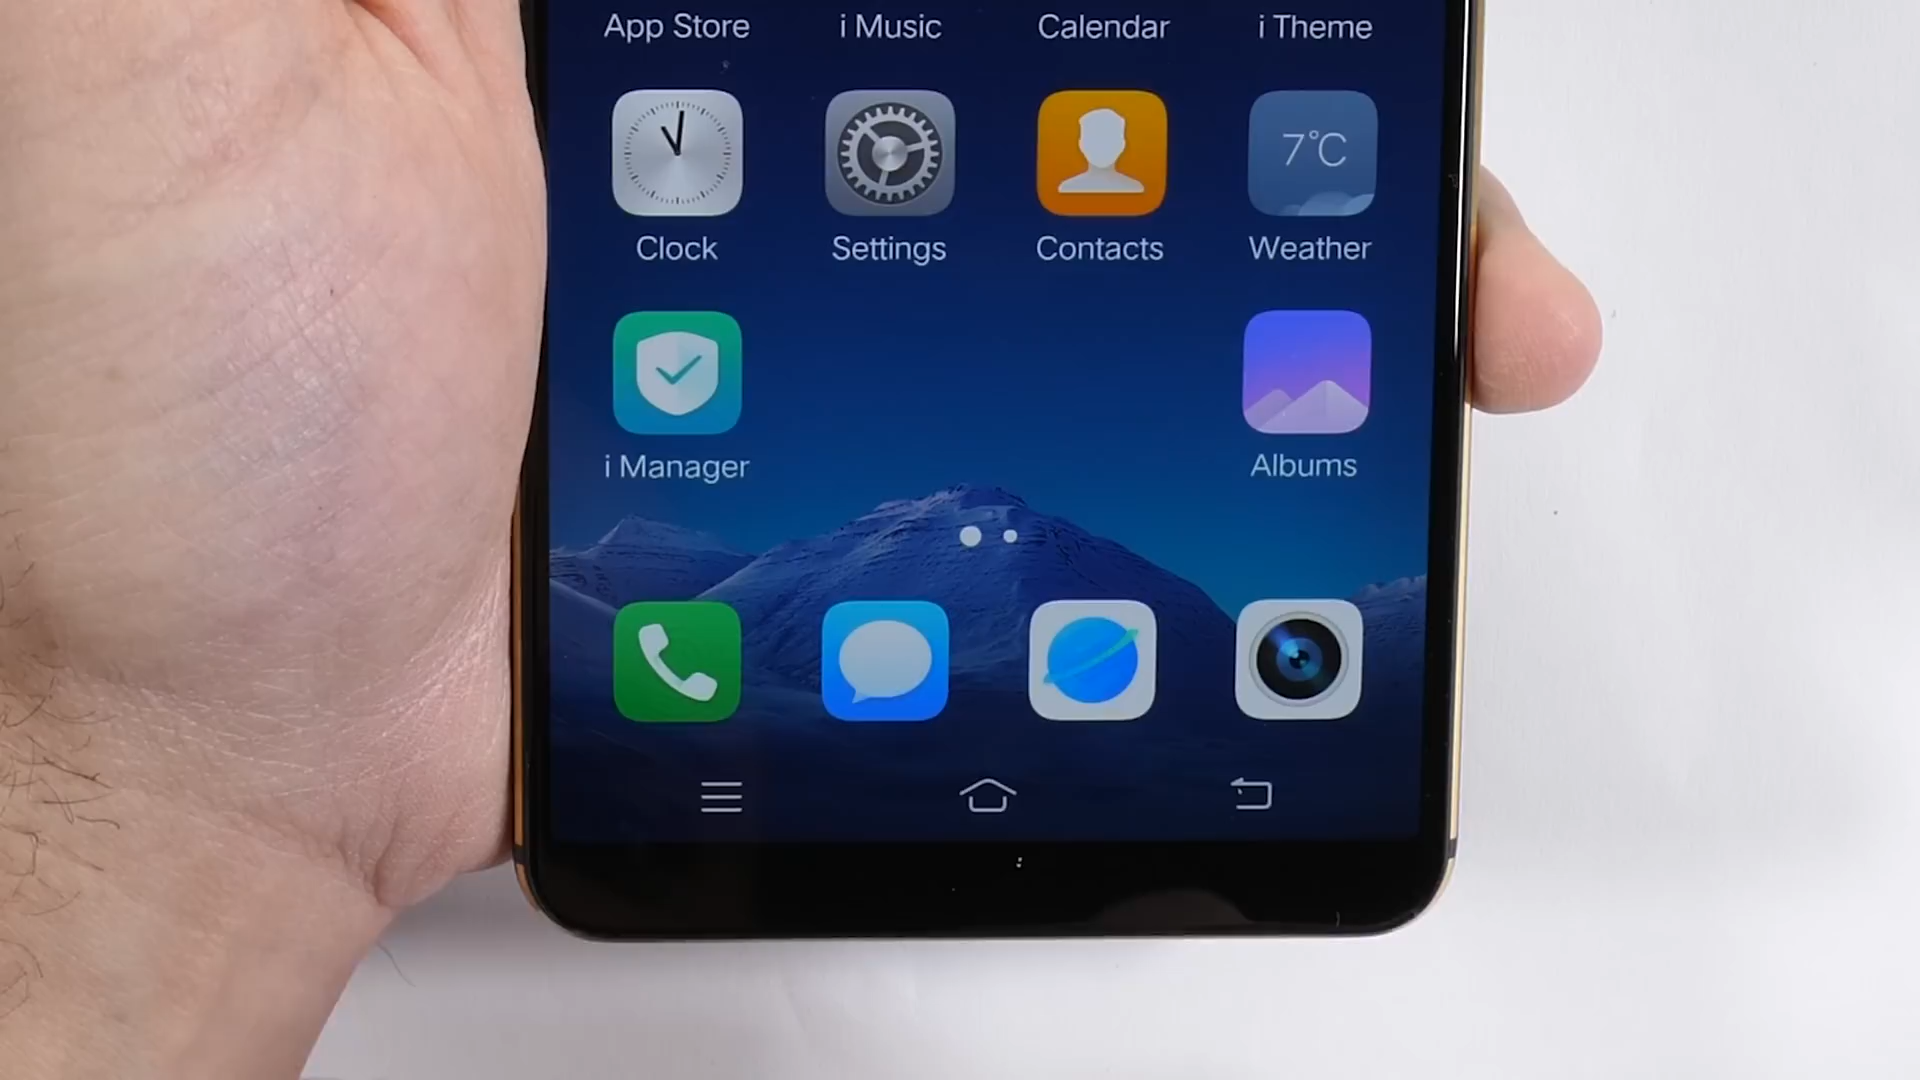 App Store i Music Calendar i Theme
7°C
Clock Settings Contacts Weather
i Manager Albums